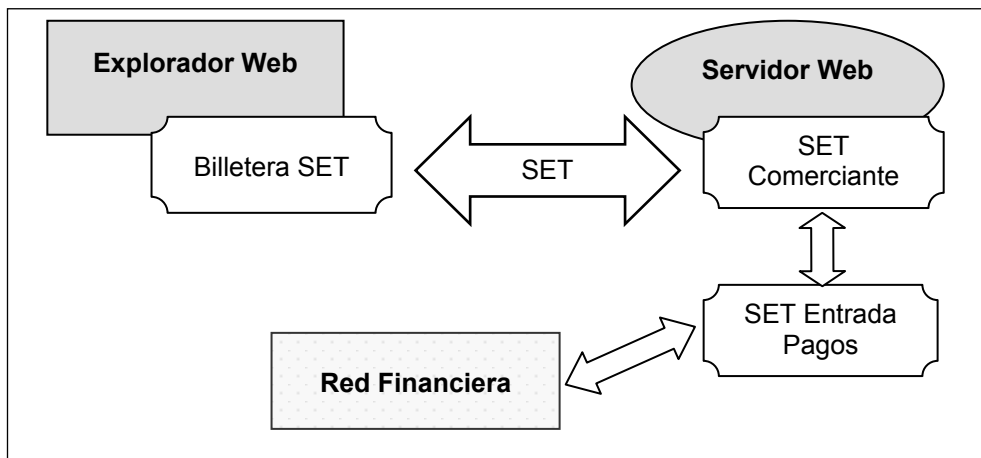 Explorador Web
Servidor Web
Billetera SET
SET
SET
Comerciante
SET Entrada
Pagos
Red Financiera